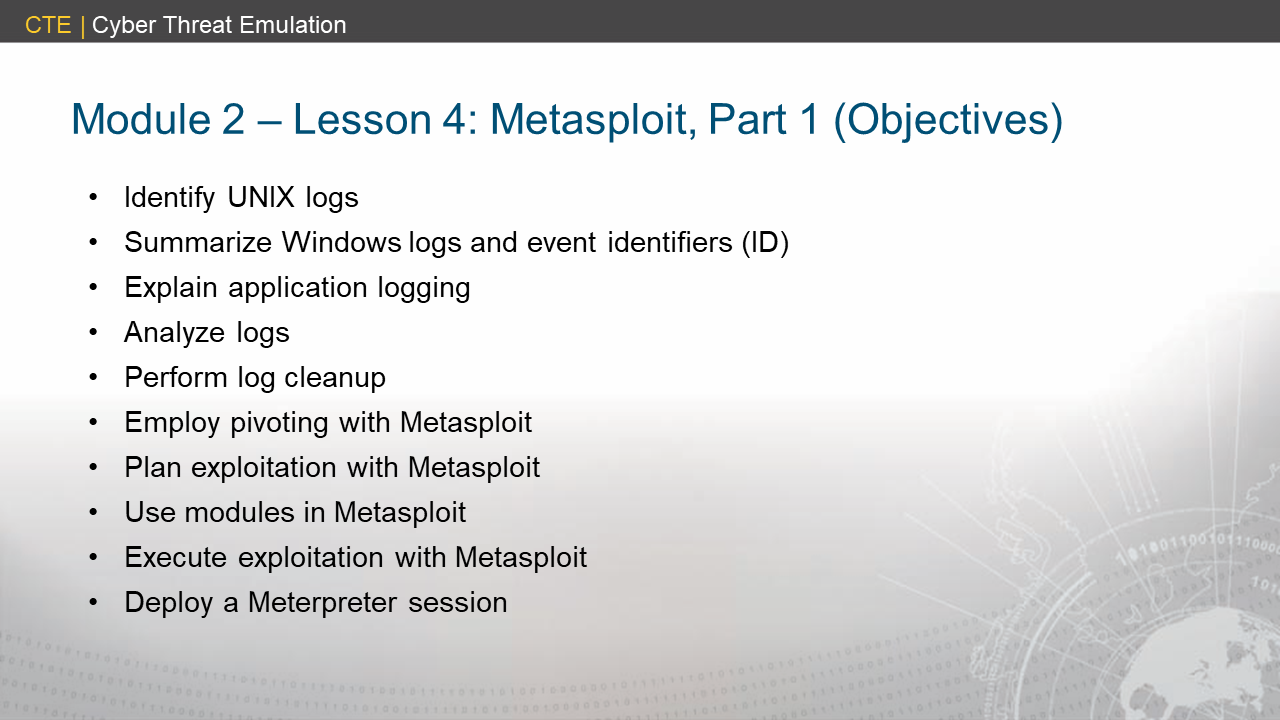 CTE | Cyber Threat Emulation
Module 2 – Lesson 4: Metasploit, Part 1 (Objectives)
• Identify UNIX logs
• Summarize Windows logs and event identifiers (ID)
• Explain application logging
• Analyze logs
• Perform log cleanup
• Employ pivoting with Metasploit
• Plan exploitation with Metasploit
• Use modules in Metasploit
• Execute exploitation with Metasploit
• Deploy a Meterpreter session